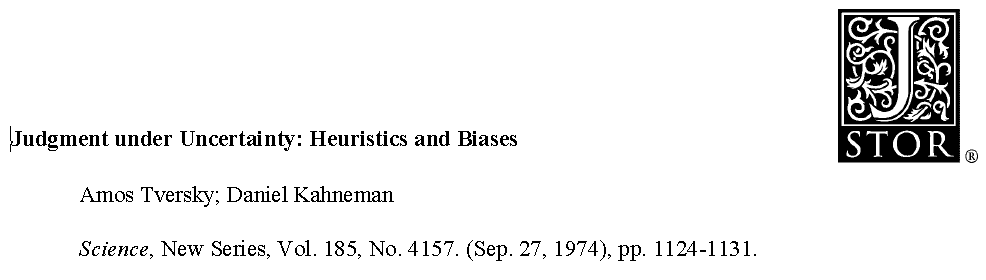 J
STOR ®
Judgment under Uncertainty: Heuristics and Biases
Amos Tversky; Daniel Kahneman
Science, New Series, Vol. 185, No. 4157. (Sep. 27, 1974), pp. 1124-1131.